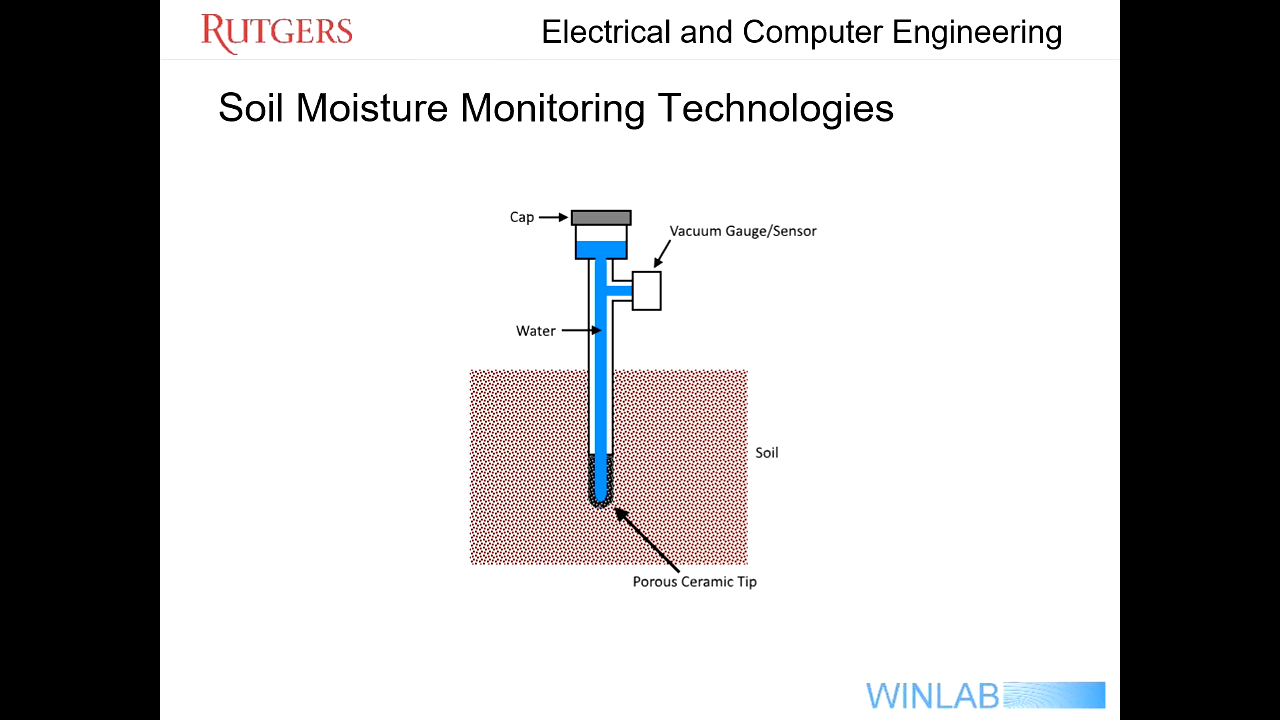 RUTGERS
Electrical and Computer Engineering
Soil Moisture Monitoring Technologies
Cap
Vacuum Gauge/Sensor
Water
Soil
Porous Ceramic Tip
WINLAB